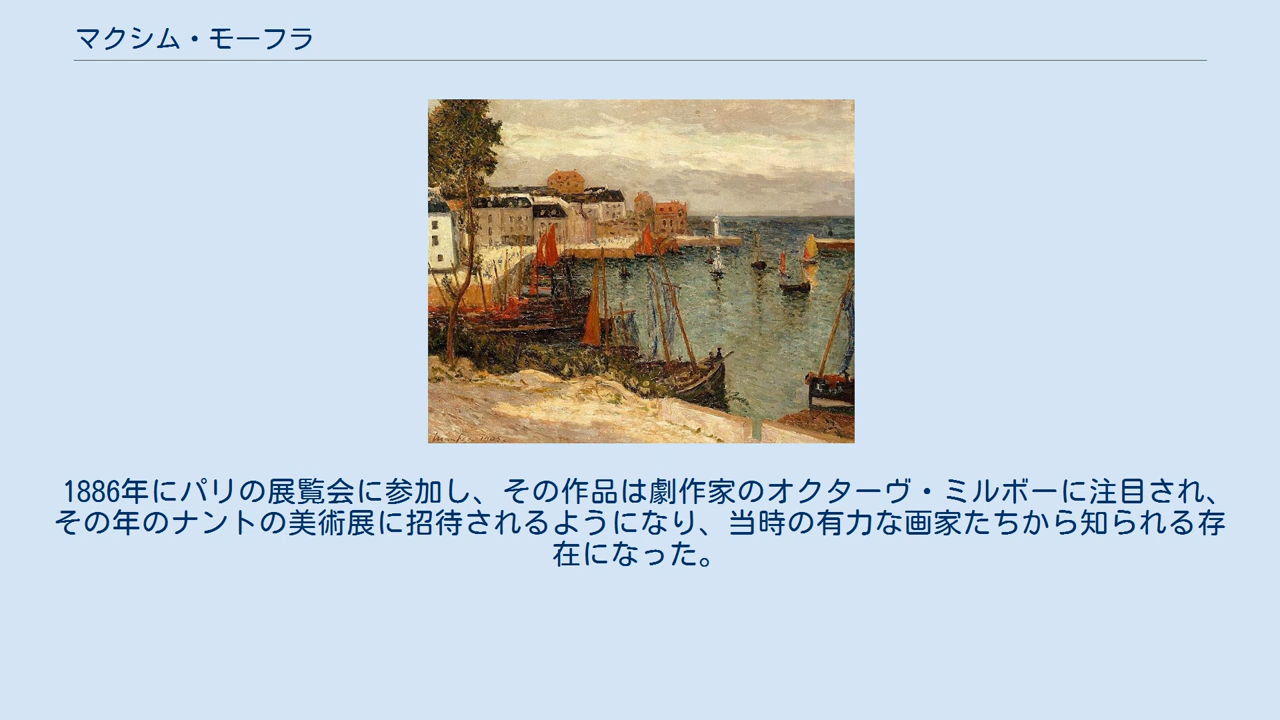 マクシム・モーフラ
1886年にパリの展覧会に参加し、その作品は劇作家のオクターヴ・ミルボーに注目され、
その年のナントの美術展に招待されるようになり、当時の有力な画家たちから知られる存
在になった。